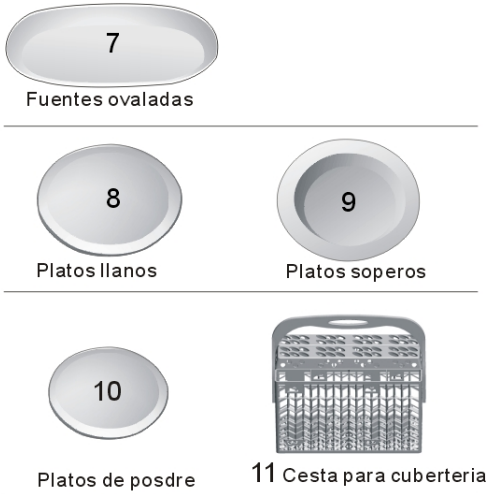 7
Fuentes ovaladas
8
9
Platos llanos
Platos soperos
10
Platos de posdre
11 Cesta para cuberteria